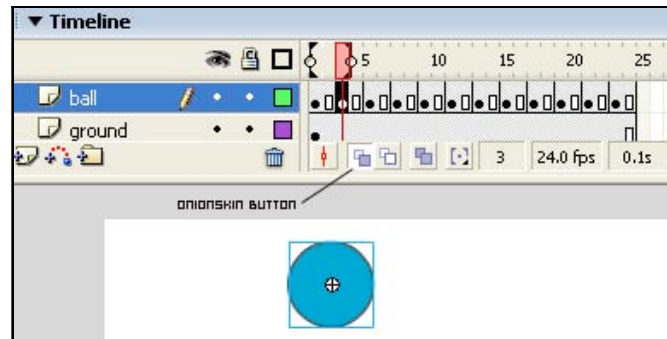 Timeline
5 10 15 20 25
ball
ground
3 24.0 fps 0.1s
ONIONSKIN BUTTON